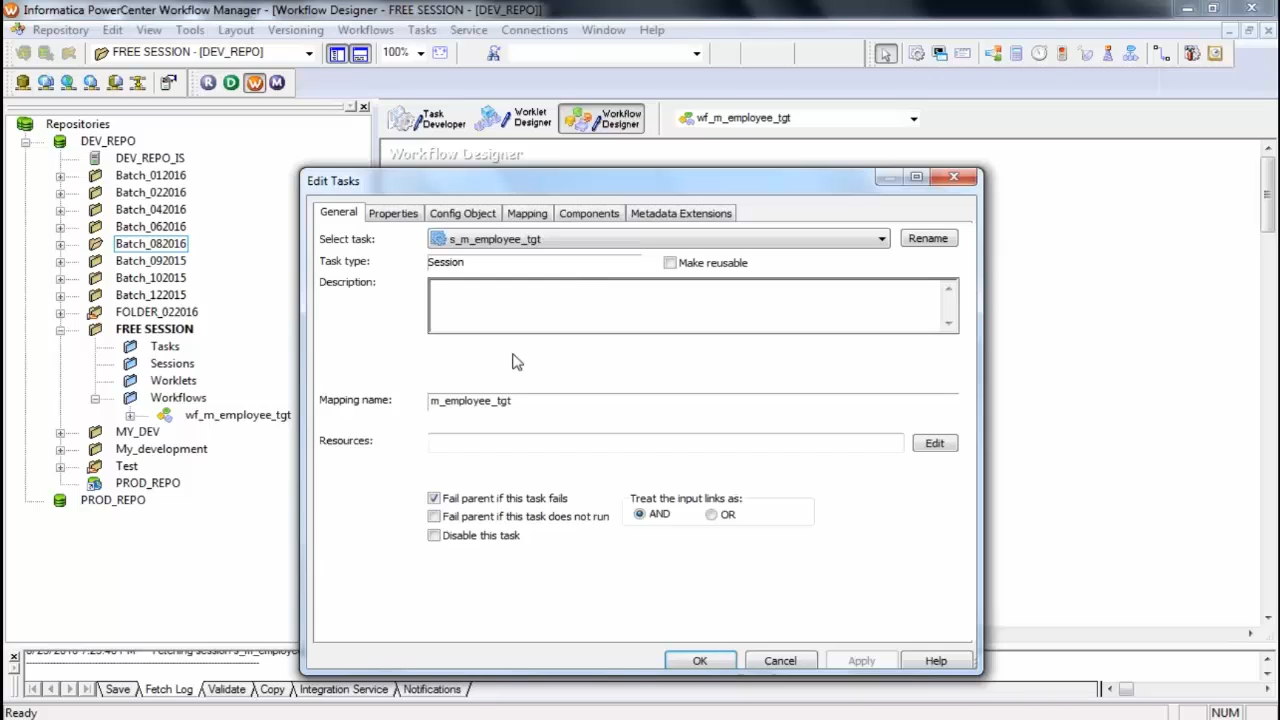 Informatica PowerCenter Workflow Manager - [Workflow Designer - FREE SESSION - [DEV_REPO]]
Repository Edit View Tools Layout Versioning Workflows Tasks Service Connections Window Help
FREE SESSION - [DEV_REPO] 100%
R D W M
Task Developer
Worklet Designer
Workflow Designer
wf_m_employee_tgt
Workflow Designer
Repositories
DEV_REPO
DEV_REPO_IS
Batch_012016
Batch_022016
Batch_042016
Batch_062016
Batch_082016
Batch_092015
Batch_102015
Batch_122015
FOLDER_022016
FREE SESSION
Tasks
Sessions
Worklets
Workflows
wf_m_employee_tgt
MY_DEV
My_development
Test
PROD_REPO
PROD_REPO
Edit Tasks
General Properties Config Object Mapping Components Metadata Extensions
Select task: s_m_employee_tgt Rename
Task type: Session Make reusable
Description:
Mapping name: m_employee_tgt
Resources: Edit
Fail parent if this task fails
Treat the input links as:
Fail parent if this task does not run
AND OR
Disable this task
OK Cancel Apply Help
Fetching session s_m_employe
Save Fetch Log Validate Copy Integration Service Notifications
Ready NUM